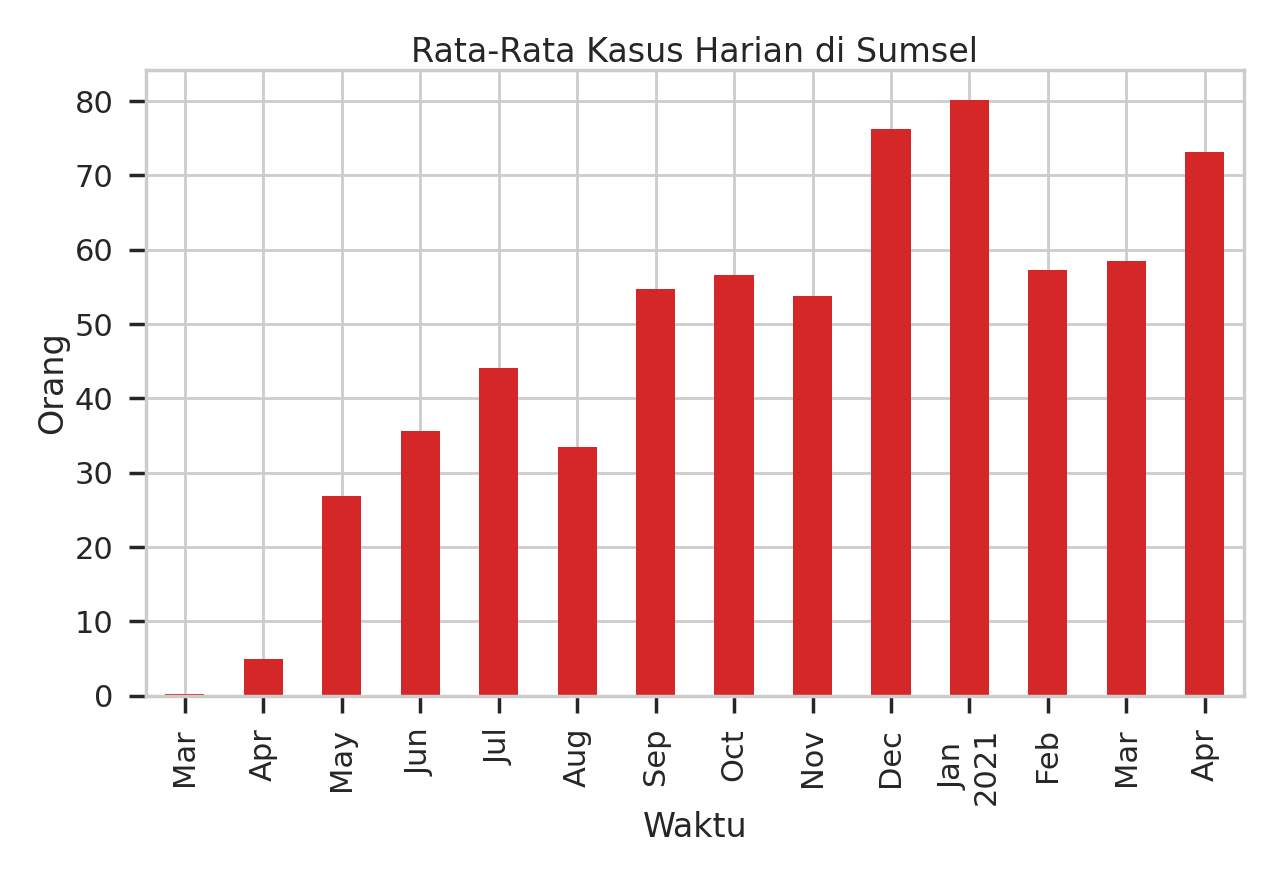 Rata-Rata Kasus Harian di Sumsel
80
70
60
50
40
30
20
10
0
Orang
Mar
Apr
May
Jun
Jul
Aug
Sep
Oct
Nov
Dec
Jan
2021
Feb
Mar
Apr
Waktu